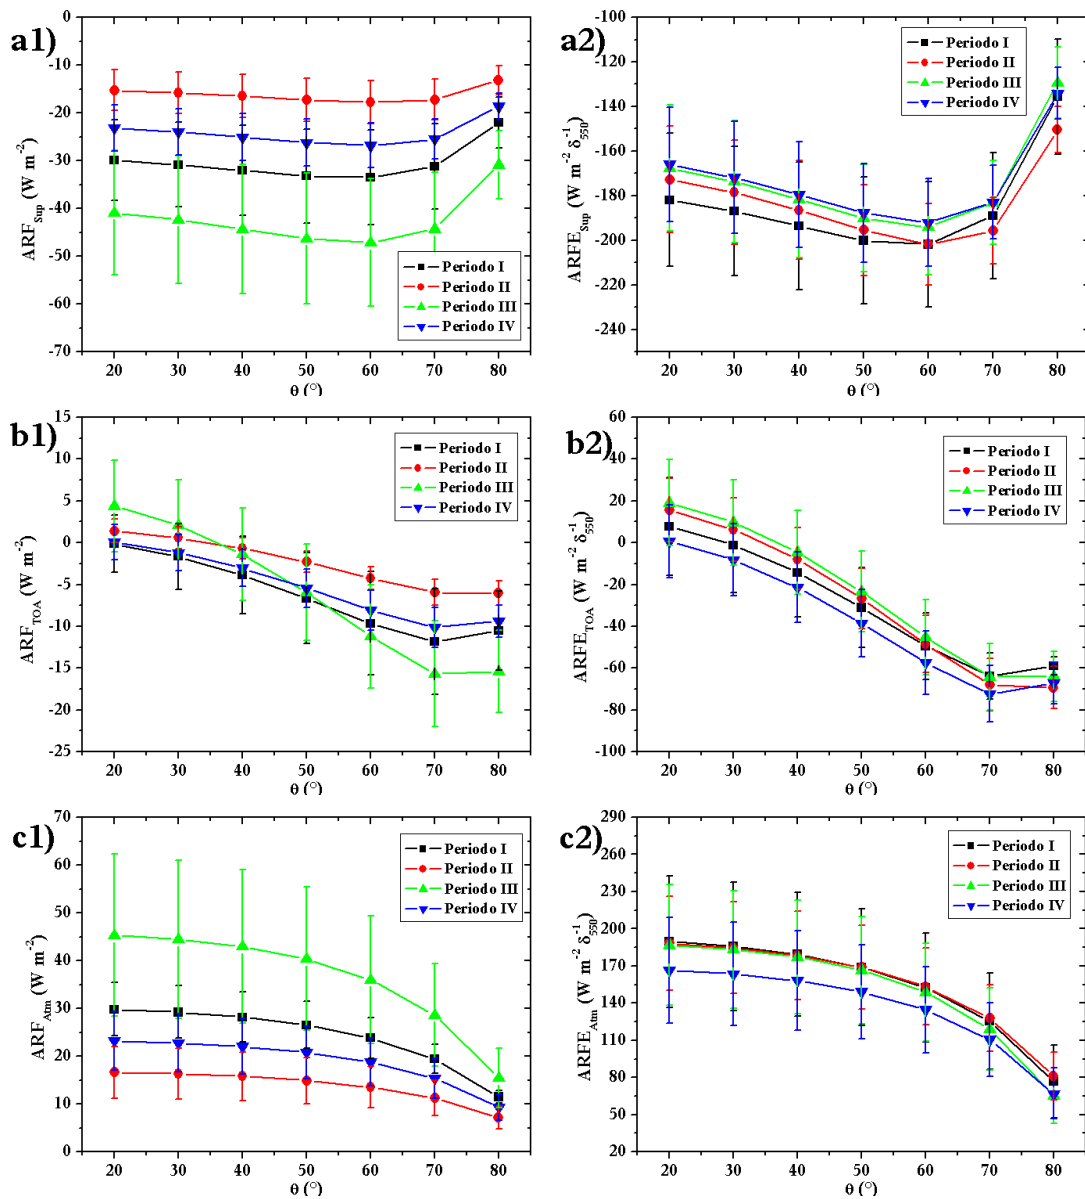 a1)
0
-10
-20
-30
-40
-50
-60
-70
ARF_Sup (W m^-2)
Periodo I
Periodo II
Periodo III
Periodo IV
20 30 40 50 60 70 80
θ (°)
a2)
-100
-120
-140
-160
-180
-200
-220
-240
ARFE_Sup (W m^-2 δ^-1_550)
Periodo I
Periodo II
Periodo III
Periodo IV
20 30 40 50 60 70 80
θ (°)
b1)
15
10
5
0
-5
-10
-15
-20
-25
ARF_TOA (W m^-2)
Periodo I
Periodo II
Periodo III
Periodo IV
20 30 40 50 60 70 80
θ (°)
b2)
60
40
20
0
-20
-40
-60
-80
-100
ARFE_TOA (W m^-2 δ^-1_550)
Periodo I
Periodo II
Periodo III
Periodo IV
20 30 40 50 60 70 80
θ (°)
c1)
70
60
50
40
30
20
10
0
ARF_Atm (W m^-2)
Periodo I
Periodo II
Periodo III
Periodo IV
20 30 40 50 60 70 80
θ (°)
c2)
290
260
230
200
170
140
110
80
50
20
ARFE_Atm (W m^-2 δ^-1_550)
Periodo I
Periodo II
Periodo III
Periodo IV
20 30 40 50 60 70 80
θ (°)